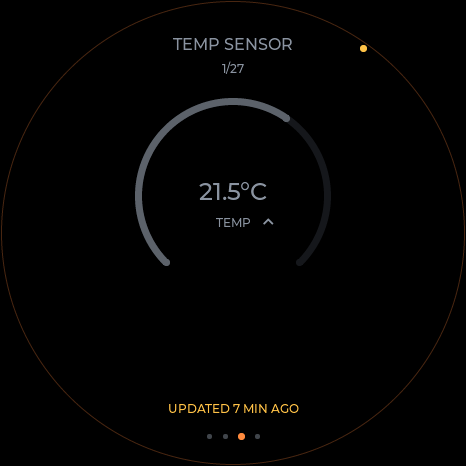 TEMP SENSOR
1/27
21.5°C
TEMP
UPDATED 7 MIN AGO